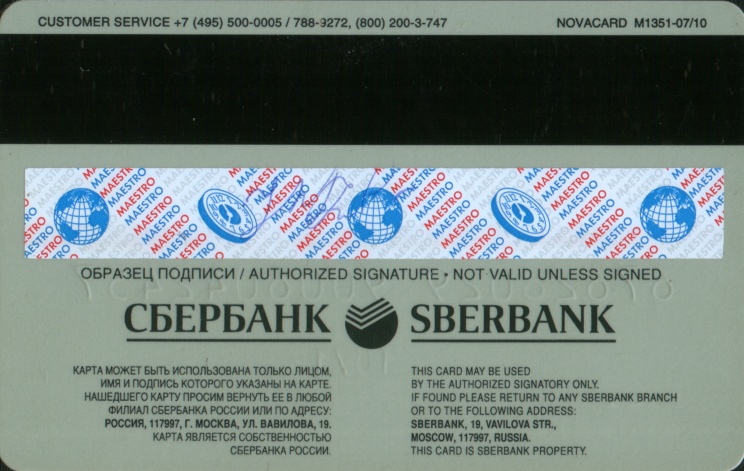 CUSTOMER SERVICE +7 (495) 500-0005 / 788-9272, (800) 200-3-747
NOVACARD M1351-07/10
MAESTRO
ОБРАЗЕЦ ПОДПИСИ / AUTHORIZED SIGNATURE • NOT VALID UNLESS SIGNED
СБЕРБАНК SBERBANK
КАРТА МОЖЕТ БЫТЬ ИСПОЛЬЗОВАНА ТОЛЬКО ЛИЦОМ,
ИМЯ И ПОДПИСЬ КОТОРОГО УКАЗАНЫ НА КАРТЕ.
НАШЕДШЕГО КАРТУ ПРОСИМ ВЕРНУТЬ ЕЕ В ЛЮБОЙ
ФИЛИАЛ СБЕРБАНКА РОССИИ ИЛИ ПО АДРЕСУ:
РОССИЯ, 117997, Г. МОСКВА, УЛ. ВАВИЛОВА, 19.
КАРТА ЯВЛЯЕТСЯ СОБСТВЕННОСТЬЮ
СБЕРБАНКА РОССИИ.
THIS CARD MAY BE USED
BY THE AUTHORIZED SIGNATORY ONLY.
IF FOUND PLEASE RETURN TO ANY SBERBANK BRANCH
OR TO THE FOLLOWING ADDRESS:
SBERBANK, 19, VAVILOVA STR.,
MOSCOW, 117997, RUSSIA.
THIS CARD IS SBERBANK PROPERTY.